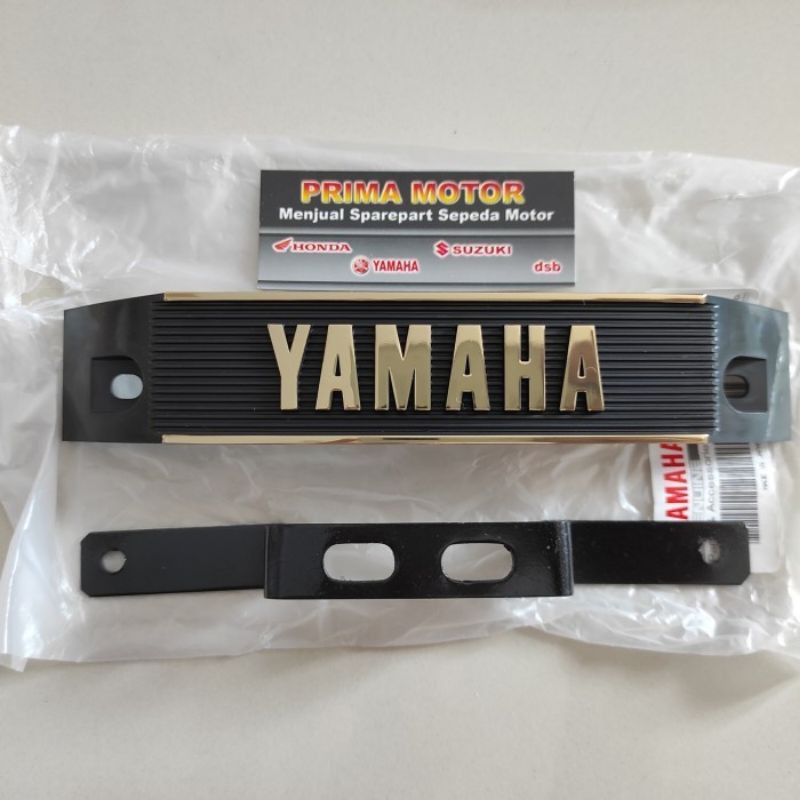 PRIMA MOTOR
Menjual Sparepart Sepeda Motor
HONDA
SUZUKI
YAMAHA
dsb
YAMAHA
YAMAHA